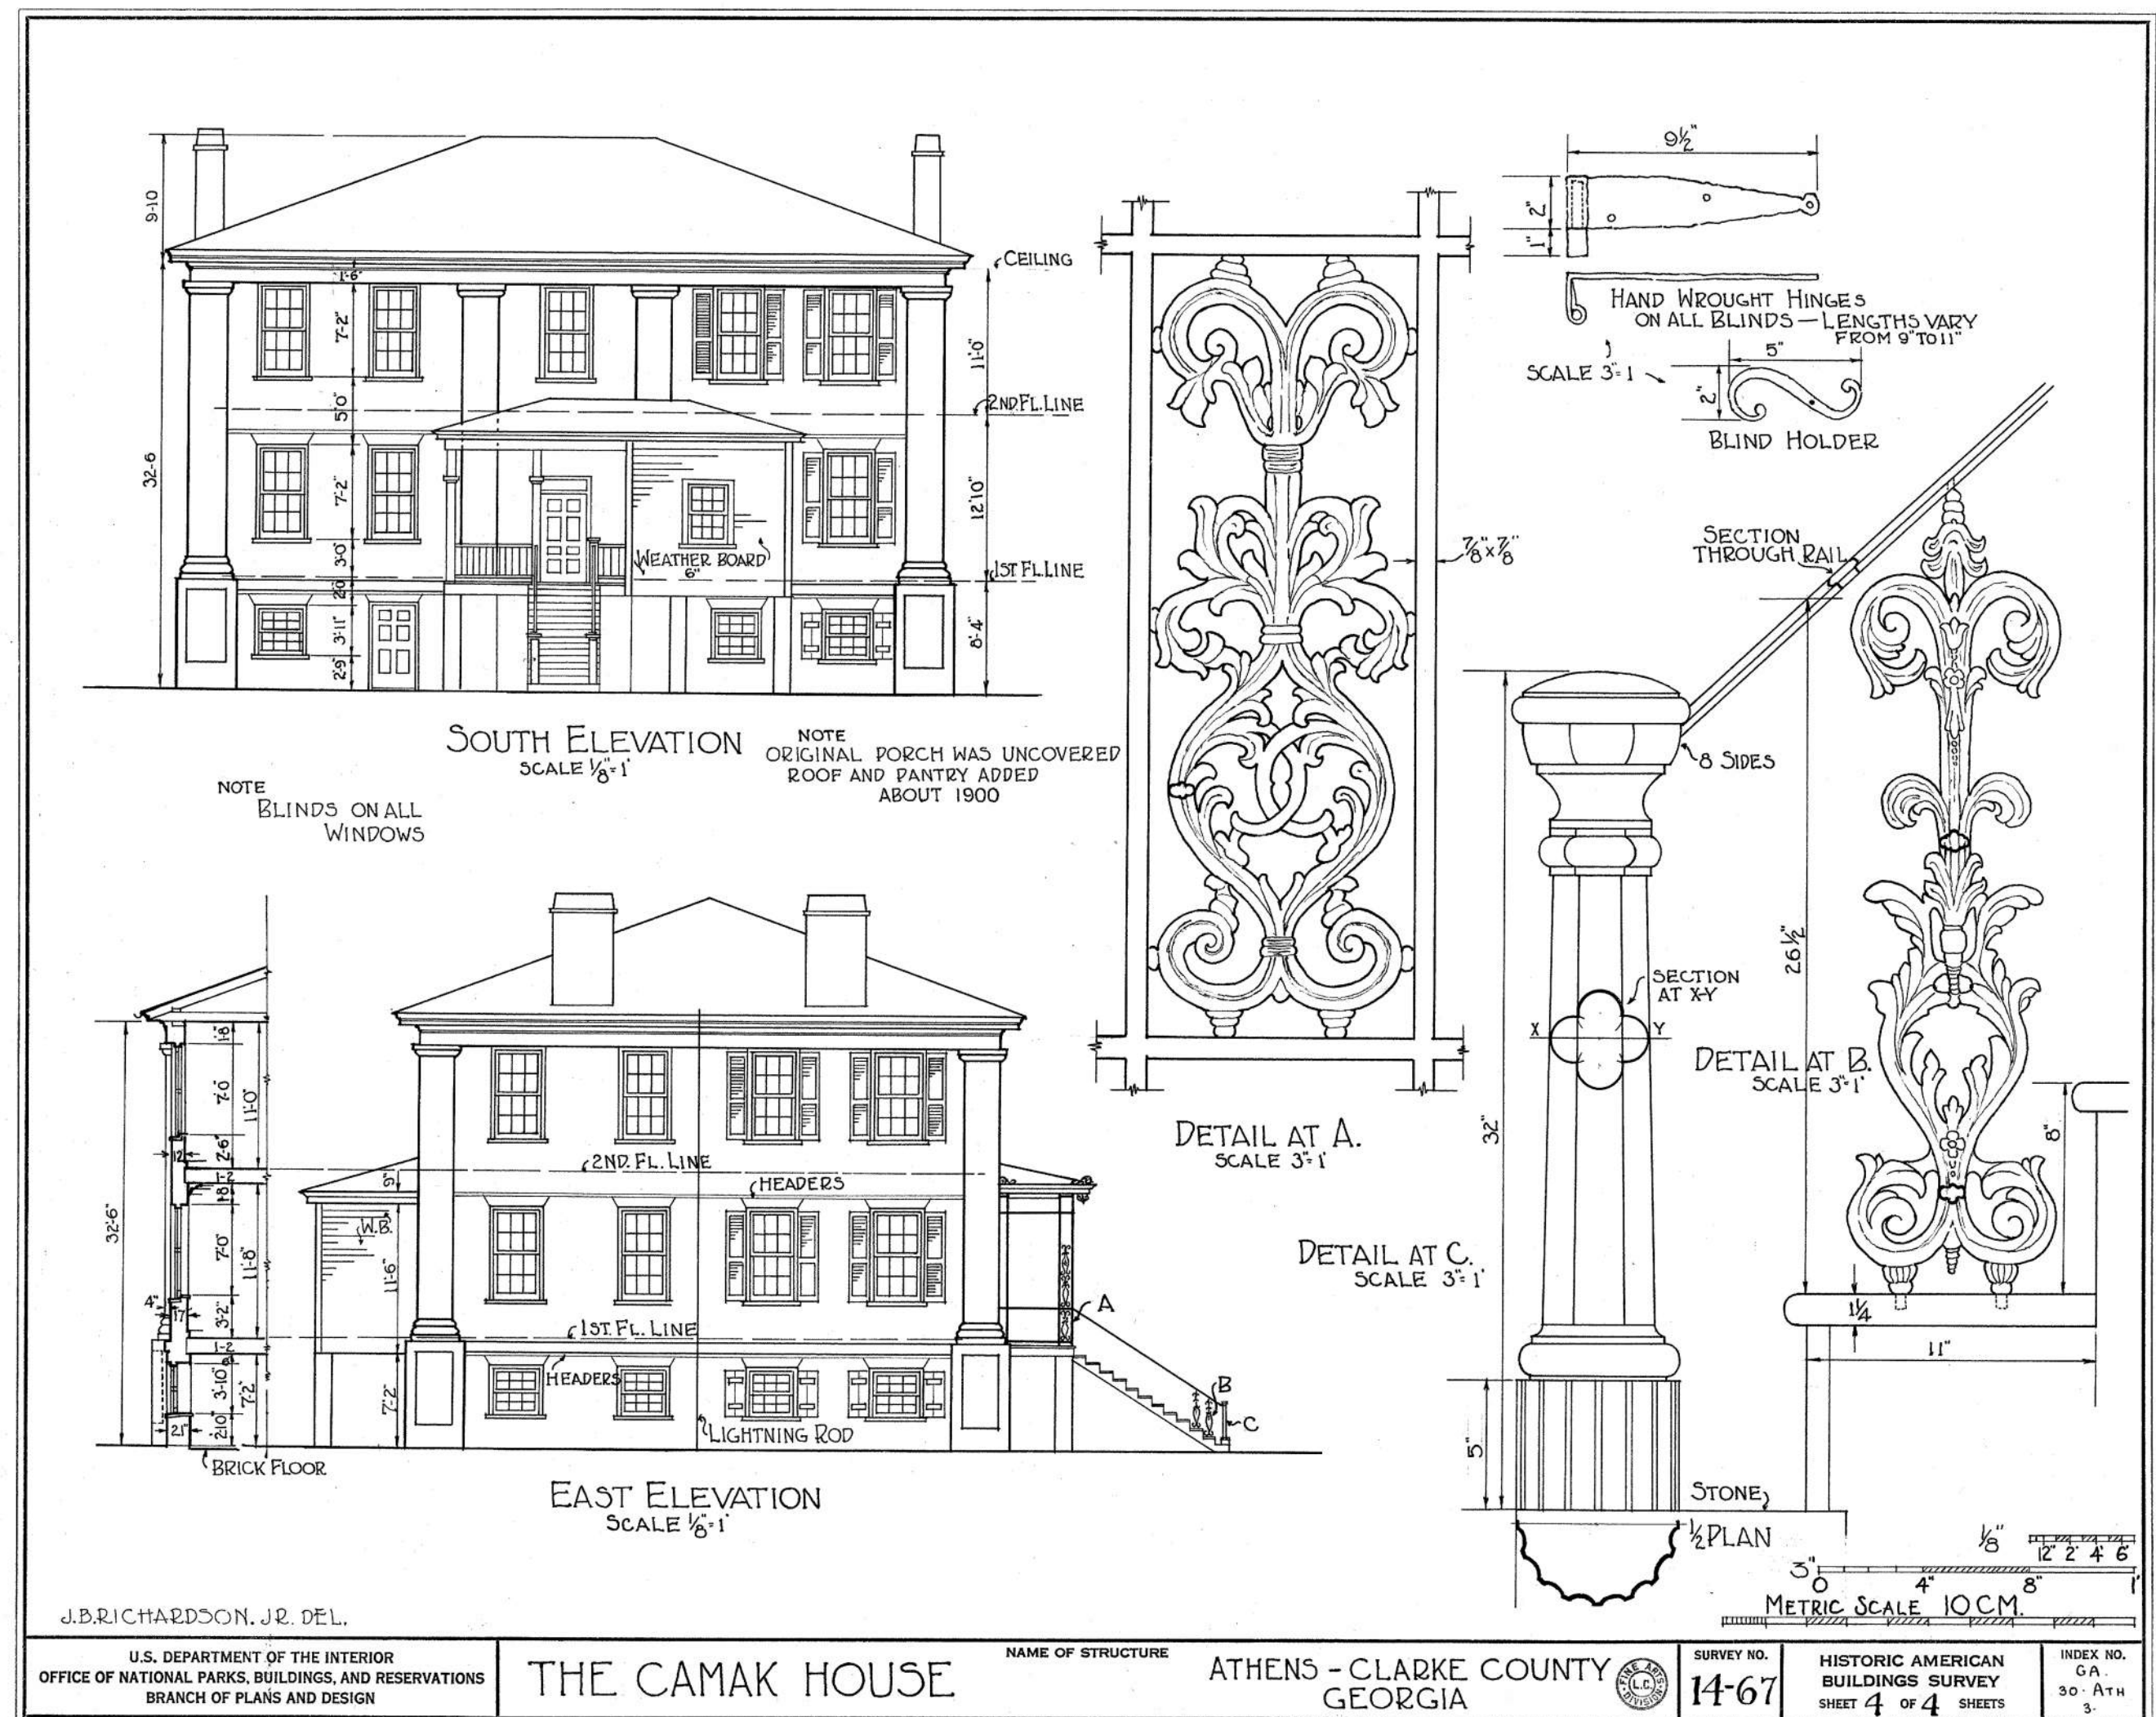 9-10
32-6
1'-6"
7'-2"
5'-0"
7'-2"
3'-0"
2'-0"
3'-11"
2'-9"
CEILING
11'-0"
2ND. FL. LINE
12'10"
1ST FL. LINE
8'-4"
WEATHER BOARD
6"
SOUTH ELEVATION
SCALE 1/8"=1'
NOTE
ORIGINAL PORCH WAS UNCOVERED
ROOF AND PANTRY ADDED
ABOUT 1900
NOTE
BLINDS ON ALL
WINDOWS
9½"
2"
1"
HAND WROUGHT HINGES
ON ALL BLINDS — LENGTHS VARY
FROM 9" TO 11"
SCALE 3"=1
5"
2"
BLIND HOLDER
7/8" x 7/8"
SECTION
THROUGH RAIL
8 SIDES
26½"
SECTION
AT X-Y
X
Y
32"
DETAIL AT A.
SCALE 3"=1'
DETAIL AT B.
SCALE 3"=1'
DETAIL AT C.
SCALE 3"=1'
8"
1¼
11"
5"
STONE
½ PLAN
32'-6"
1'-8"
7'-0"
11'-0"
2'-6"
12"
1'-2
1'-8
7'-0"
11'-8"
4"
17"
3'-2"
1-2
6"
3'-10"
7'-2"
2'-10"
21"
BRICK FLOOR
9"
W.B.
11'-6"
7'-2"
2ND. FL. LINE
HEADERS
1ST. FL. LINE
HEADERS
LIGHTNING ROD
A
B
C
EAST ELEVATION
SCALE 1/8"=1'
1/8"
12" 2' 4' 6'
3"
0 4" 8" 1'
METRIC SCALE 10 CM.
J.B. RICHARDSON. JR. DEL.
U.S. DEPARTMENT OF THE INTERIOR
OFFICE OF NATIONAL PARKS, BUILDINGS, AND RESERVATIONS
BRANCH OF PLANS AND DESIGN
THE CAMAK HOUSE
NAME OF STRUCTURE
ATHENS - CLARKE COUNTY
GEORGIA
FINE ARTS
L.C.
DIVISION
SURVEY NO.
14-67
HISTORIC AMERICAN
BUILDINGS SURVEY
SHEET 4 OF 4 SHEETS
INDEX NO.
GA.
30. ATH
3.